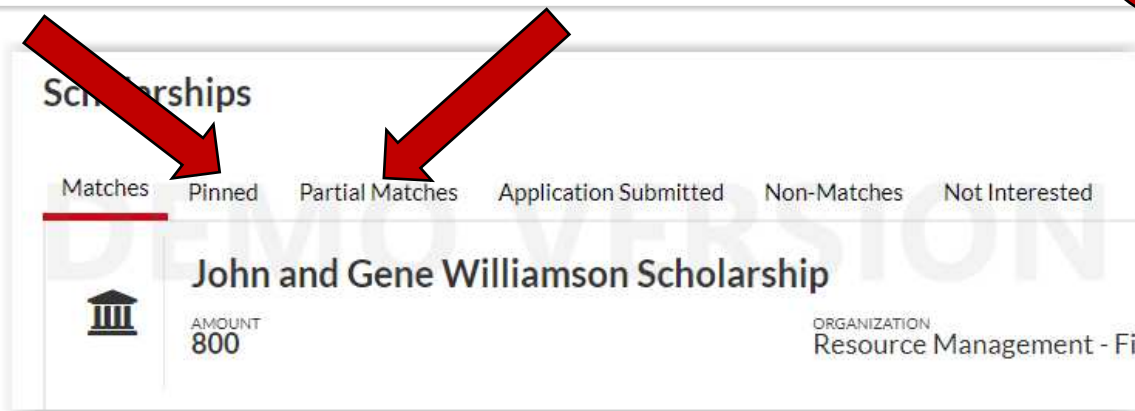 Scholarships
Matches Pinned Partial Matches Application Submitted Non-Matches Not Interested
DEMO VERSION
John and Gene Williamson Scholarship
AMOUNT ORGANIZATION
800 Resource Management - Fi